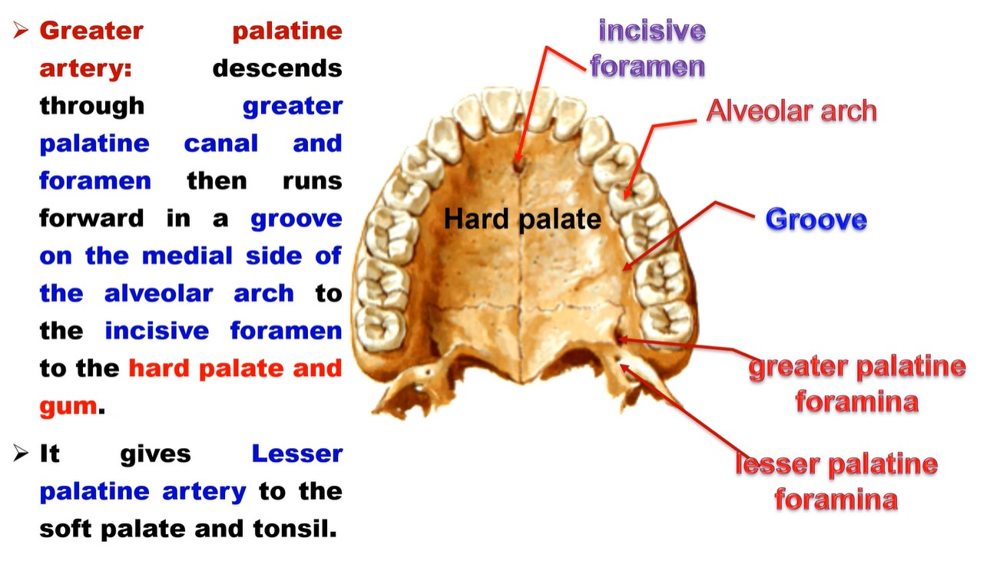 ➢ Greater palatine
artery: descends
through greater
palatine canal and
foramen then runs
forward in a groove
on the medial side of
the alveolar arch to
the incisive foramen
to the hard palate and
gum.
➢ It gives Lesser
palatine artery to the
soft palate and tonsil.
incisive
foramen
Alveolar arch
Hard palate
Groove
greater palatine
foramina
lesser palatine
foramina